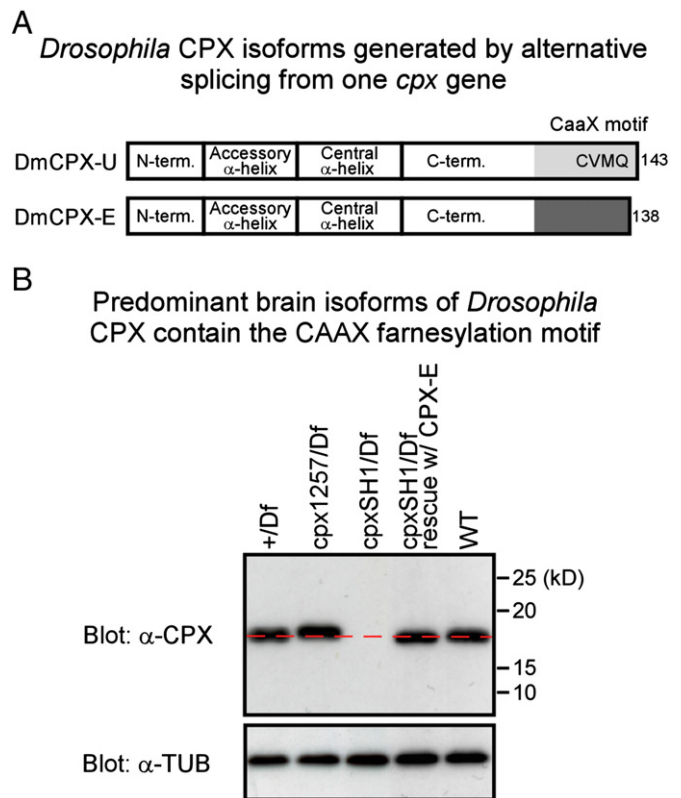 A
Drosophila CPX isoforms generated by alternative
splicing from one cpx gene
CaaX motif
DmCPX-U N-term. Accessory α-helix Central α-helix C-term. CVMQ 143
DmCPX-E N-term. Accessory α-helix Central α-helix C-term. 138
B
Predominant brain isoforms of Drosophila
CPX contain the CAAX farnesylation motif
+/Df
cpx1257/Df
cpxSH1/Df
cpxSH1/Df
rescue w/ CPX-E
WT
25 (kD)
20
Blot: α-CPX
15
10
Blot: α-TUB